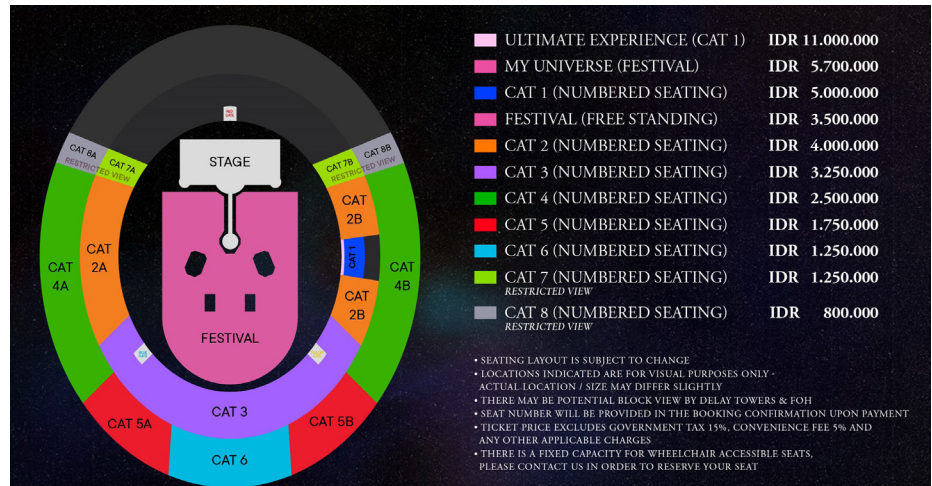 ULTIMATE EXPERIENCE (CAT 1) IDR 11.000.000
MY UNIVERSE (FESTIVAL) IDR 5.700.000
CAT 1 (NUMBERED SEATING) IDR 5.000.000
FESTIVAL (FREE STANDING) IDR 3.500.000
CAT 2 (NUMBERED SEATING) IDR 4.000.000
CAT 3 (NUMBERED SEATING) IDR 3.250.000
CAT 4 (NUMBERED SEATING) IDR 2.500.000
CAT 5 (NUMBERED SEATING) IDR 1.750.000
CAT 6 (NUMBERED SEATING) IDR 1.250.000
CAT 7 (NUMBERED SEATING) IDR 1.250.000
RESTRICTED VIEW
CAT 8 (NUMBERED SEATING) IDR 800.000
RESTRICTED VIEW
• SEATING LAYOUT IS SUBJECT TO CHANGE
• LOCATIONS INDICATED ARE FOR VISUAL PURPOSES ONLY -
ACTUAL LOCATION / SIZE MAY DIFFER SLIGHTLY
• THERE MAY BE POTENTIAL BLOCK VIEW BY DELAY TOWERS & FOH
• SEAT NUMBER WILL BE PROVIDED IN THE BOOKING CONFIRMATION UPON PAYMENT
• TICKET PRICE EXCLUDES GOVERNMENT TAX 15%, CONVENIENCE FEE 5% AND
ANY OTHER APPLICABLE CHARGES
• THERE IS A FIXED CAPACITY FOR WHEELCHAIR ACCESSIBLE SEATS,
PLEASE CONTACT US IN ORDER TO RESERVE YOUR SEAT
CAT 8A
CAT 7A
RESTRICTED VIEW
STAGE
CAT 7B
CAT 8B
RESTRICTED VIEW
CAT
2B
CAT
4A
CAT
2A
CAT 1
CAT
4B
CAT
2B
FESTIVAL
CAT 3
CAT 5A
CAT 5B
CAT 6